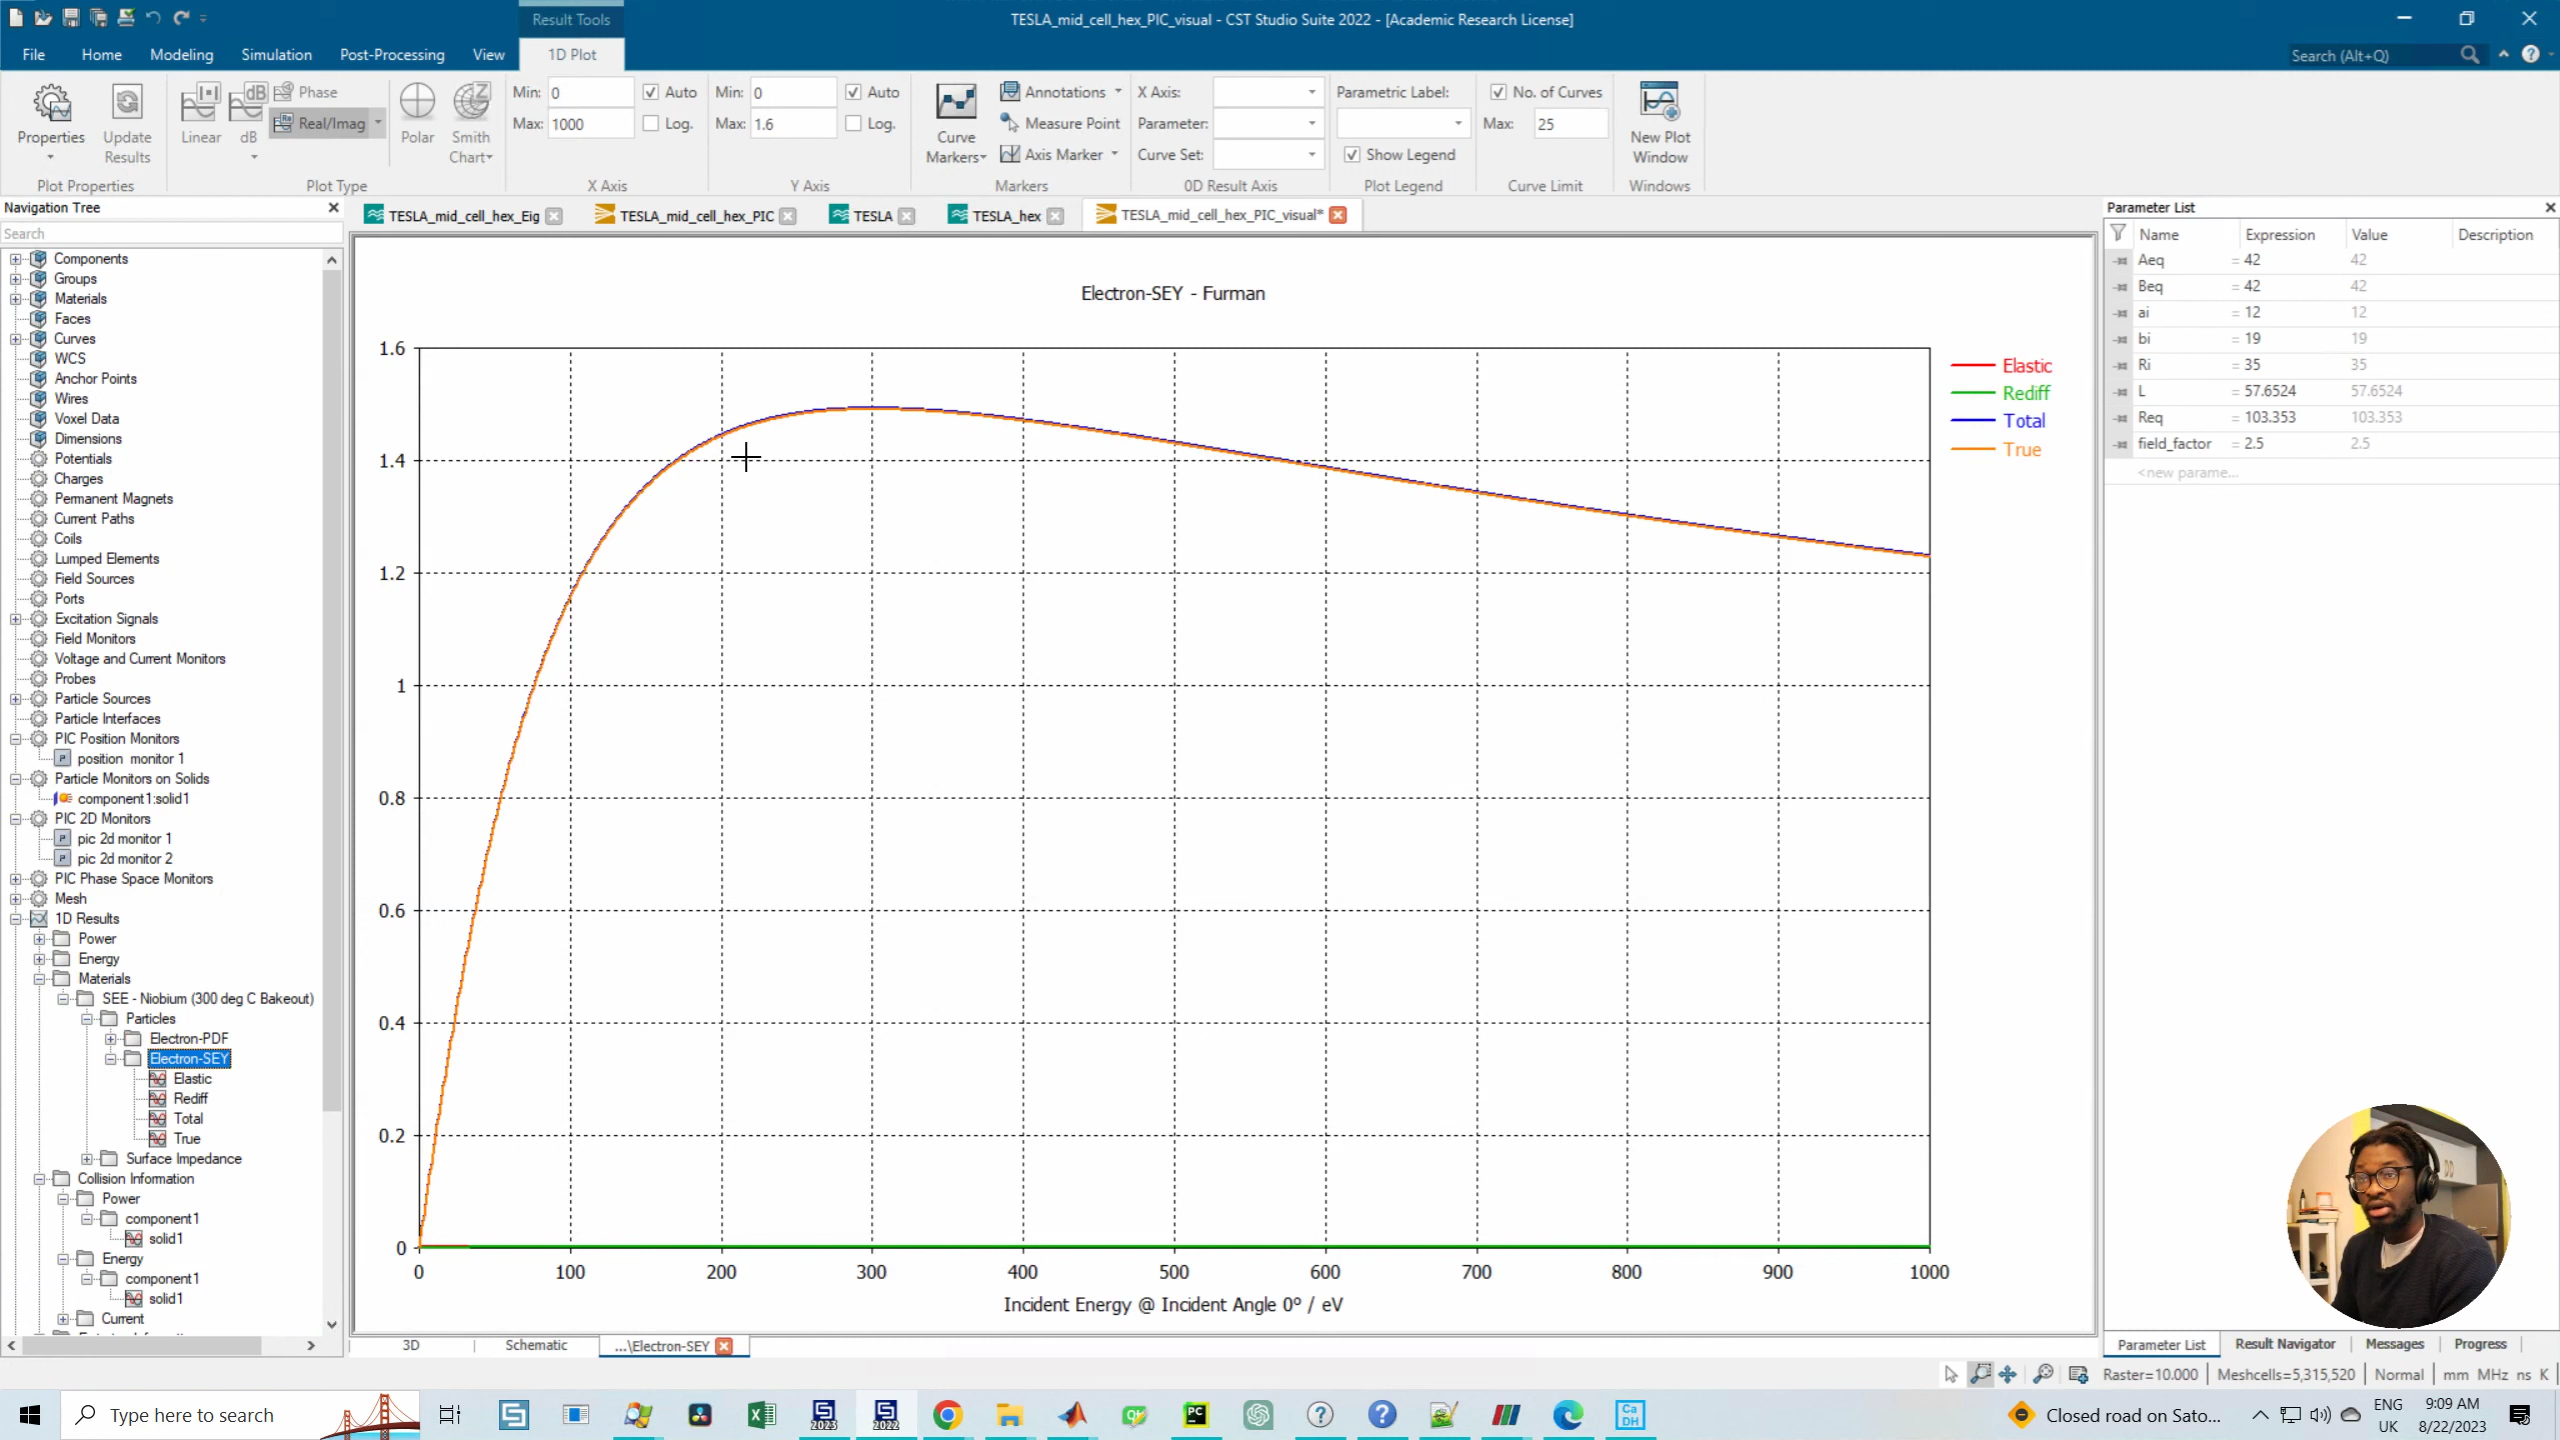 Result Tools
TESLA_mid_cell_hex_PIC_visual - CST Studio Suite 2022 - [Academic Research License]
File Home Modeling Simulation Post-Processing View 1D Plot
Search (Alt+Q)
Properties
Update Results
Plot Properties
Linear
dB
Phase
Real/Imag
Polar
Smith Chart
Plot Type
Min: 0
Auto
Max: 1000
Log.
X Axis
Min: 0
Auto
Max: 1.6
Log.
Y Axis
Curve Markers
Annotations
Measure Point
Axis Marker
Markers
X Axis:
Parameter:
Curve Set:
0D Result Axis
Parametric Label:
Show Legend
Plot Legend
No. of Curves
Max: 25
Curve Limit
New Plot Window
Windows
Navigation Tree
Search
Components
Groups
Materials
Faces
Curves
WCS
Anchor Points
Wires
Voxel Data
Dimensions
Potentials
Charges
Permanent Magnets
Current Paths
Coils
Lumped Elements
Field Sources
Ports
Excitation Signals
Field Monitors
Voltage and Current Monitors
Probes
Particle Sources
Particle Interfaces
PIC Position Monitors
position monitor 1
Particle Monitors on Solids
component1:solid1
PIC 2D Monitors
pic 2d monitor 1
pic 2d monitor 2
PIC Phase Space Monitors
Mesh
1D Results
Power
Energy
Materials
SEE - Niobium (300 deg C Bakeout)
Particles
Electron-PDF
Electron-SEY
Elastic
Rediff
Total
True
Surface Impedance
Collision Information
Power
component1
solid1
Energy
component1
solid1
Current
TESLA_mid_cell_hex_Eig
TESLA_mid_cell_hex_PIC
TESLA
TESLA_hex
TESLA_mid_cell_hex_PIC_visual*
Electron-SEY - Furman
1.6
1.4
1.2
1
0.8
0.6
0.4
0.2
0
0 100 200 300 400 500 600 700 800 900 1000
Incident Energy @ Incident Angle 0º / eV
Elastic
Rediff
Total
True
3D Schematic ...\Electron-SEY
Parameter List
Name Expression Value Description
Aeq = 42 42
Beq = 42 42
ai = 12 12
bi = 19 19
Ri = 35 35
L = 57.6524 57.6524
Req = 103.353 103.353
field_factor = 2.5 2.5
<new parame...
Parameter List Result Navigator Messages Progress
Raster=10.000 Meshcells=5,315,520 Normal mm MHz ns K
Type here to search
2023
2022
PC
Ca
DH
Closed road on Sato...
ENG
UK
9:09 AM
8/22/2023